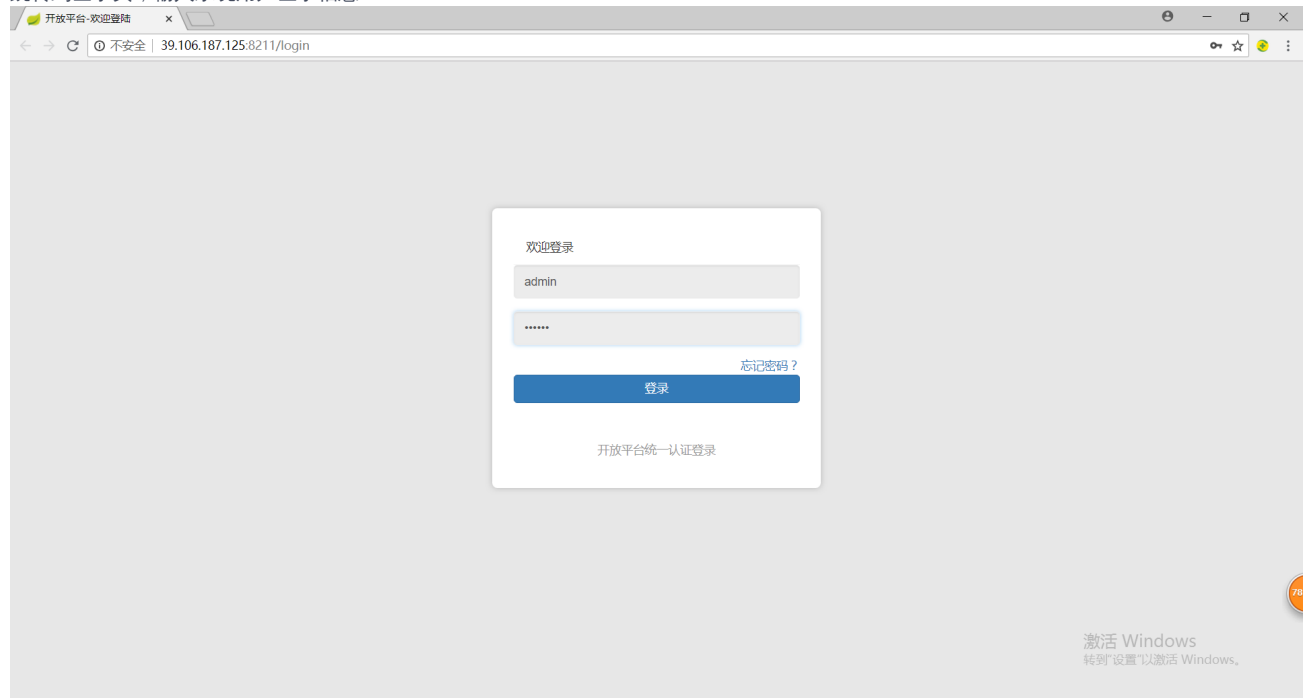 开放平台-欢迎登陆
不安全 39.106.187.125:8211/login
欢迎登录
admin
••••••
忘记密码？
登录
开放平台统一认证登录
78
激活 Windows
转到"设置"以激活 Windows。